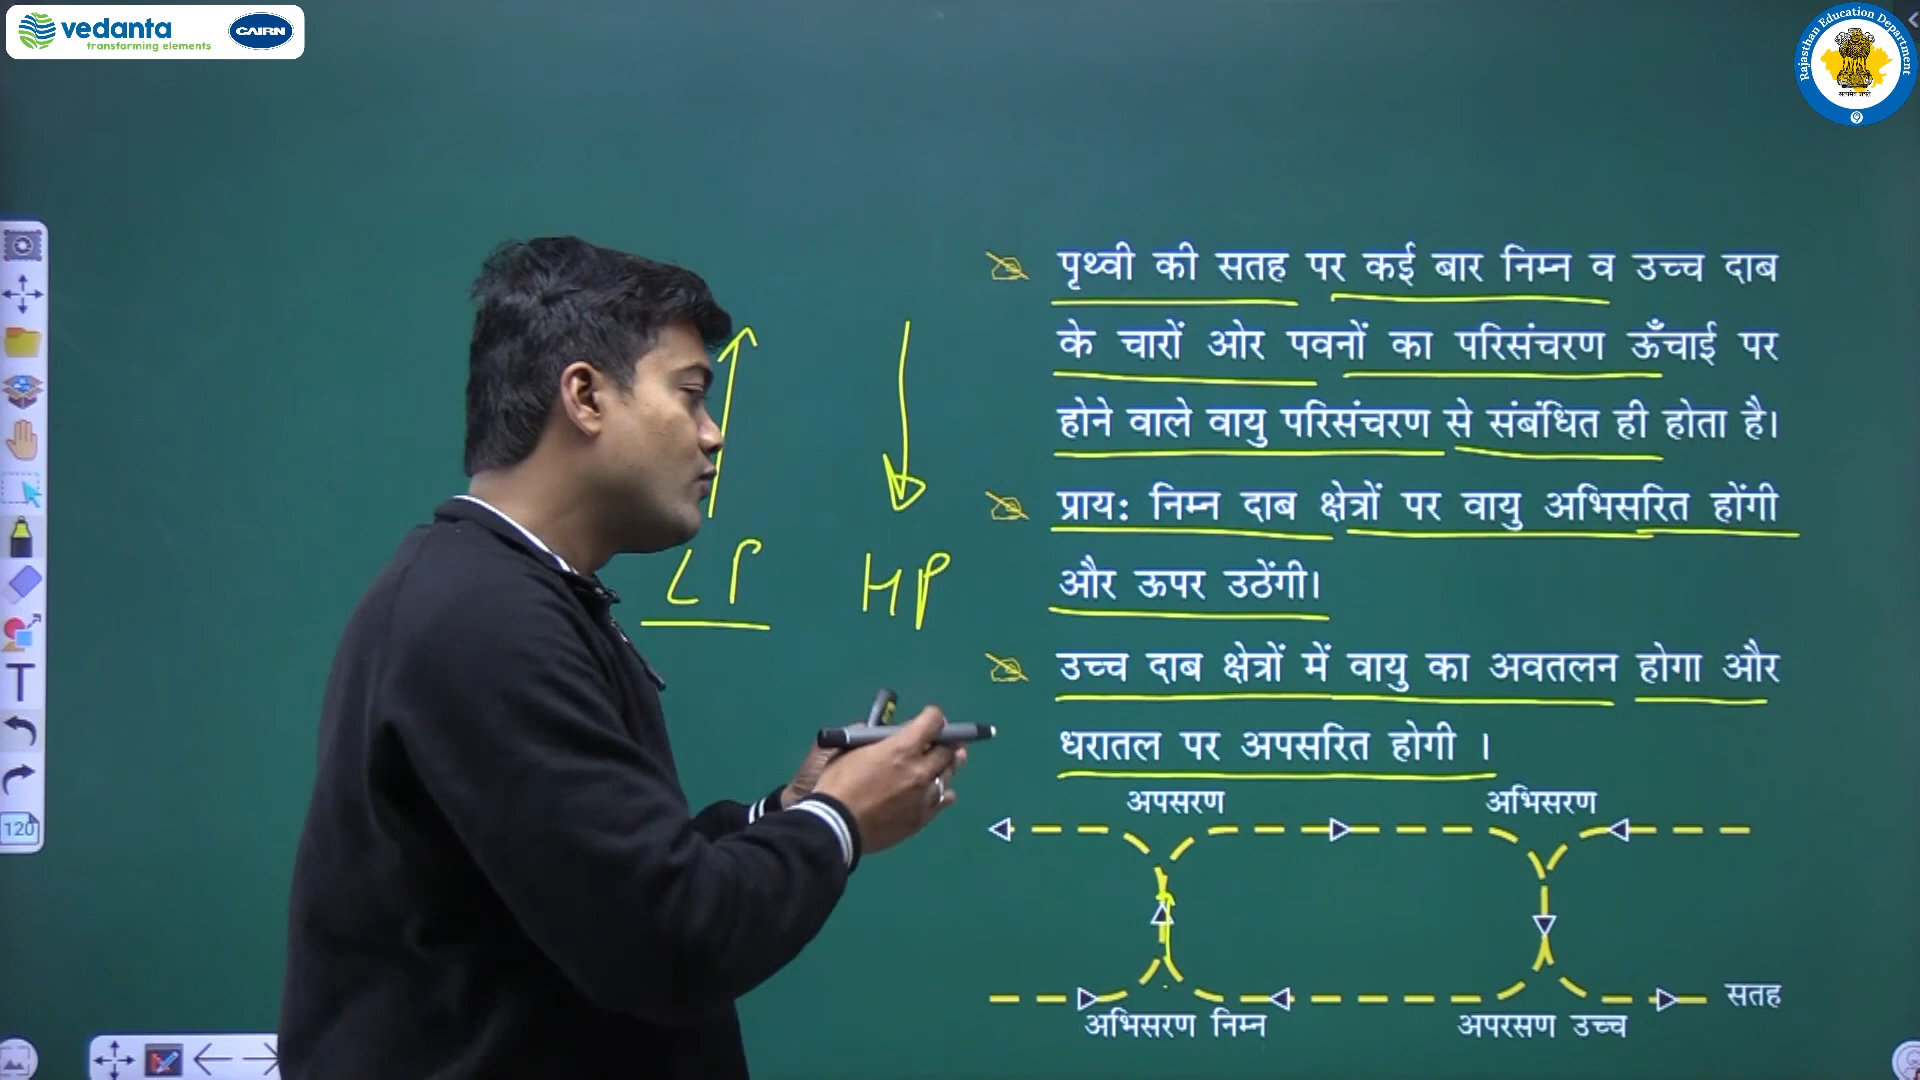 vedanta
transforming elements
CAIRN
Rajasthan Education Department
पृथ्वी की सतह पर कई बार निम्न व उच्च दाब
के चारों ओर पवनों का परिसंचरण ऊँचाई पर
होने वाले वायु परिसंचरण से संबंधित ही होता है।
प्राय: निम्न दाब क्षेत्रों पर वायु अभिसरित होंगी
और ऊपर उठेंगी।
उच्च दाब क्षेत्रों में वायु का अवतलन होगा और
धरातल पर अपसरित होगी ।
LP
HP
अपसरण
अभिसरण
सतह
अभिसरण निम्न
अपरसण उच्च
T
120